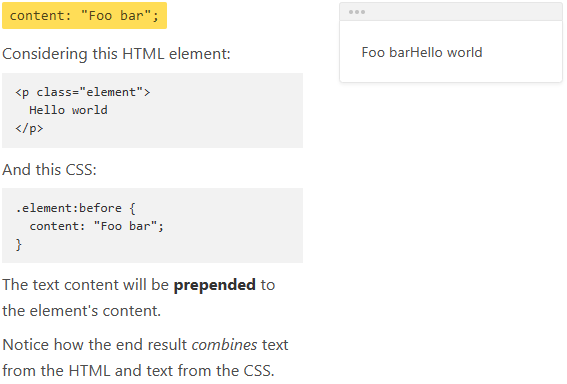 content: "Foo bar";
Considering this HTML element:
<p class="element">
  Hello world
</p>
And this CSS:
.element:before {
  content: "Foo bar";
}
The text content will be prepended to
the element's content.
Notice how the end result combines text
from the HTML and text from the CSS.
Foo barHello world